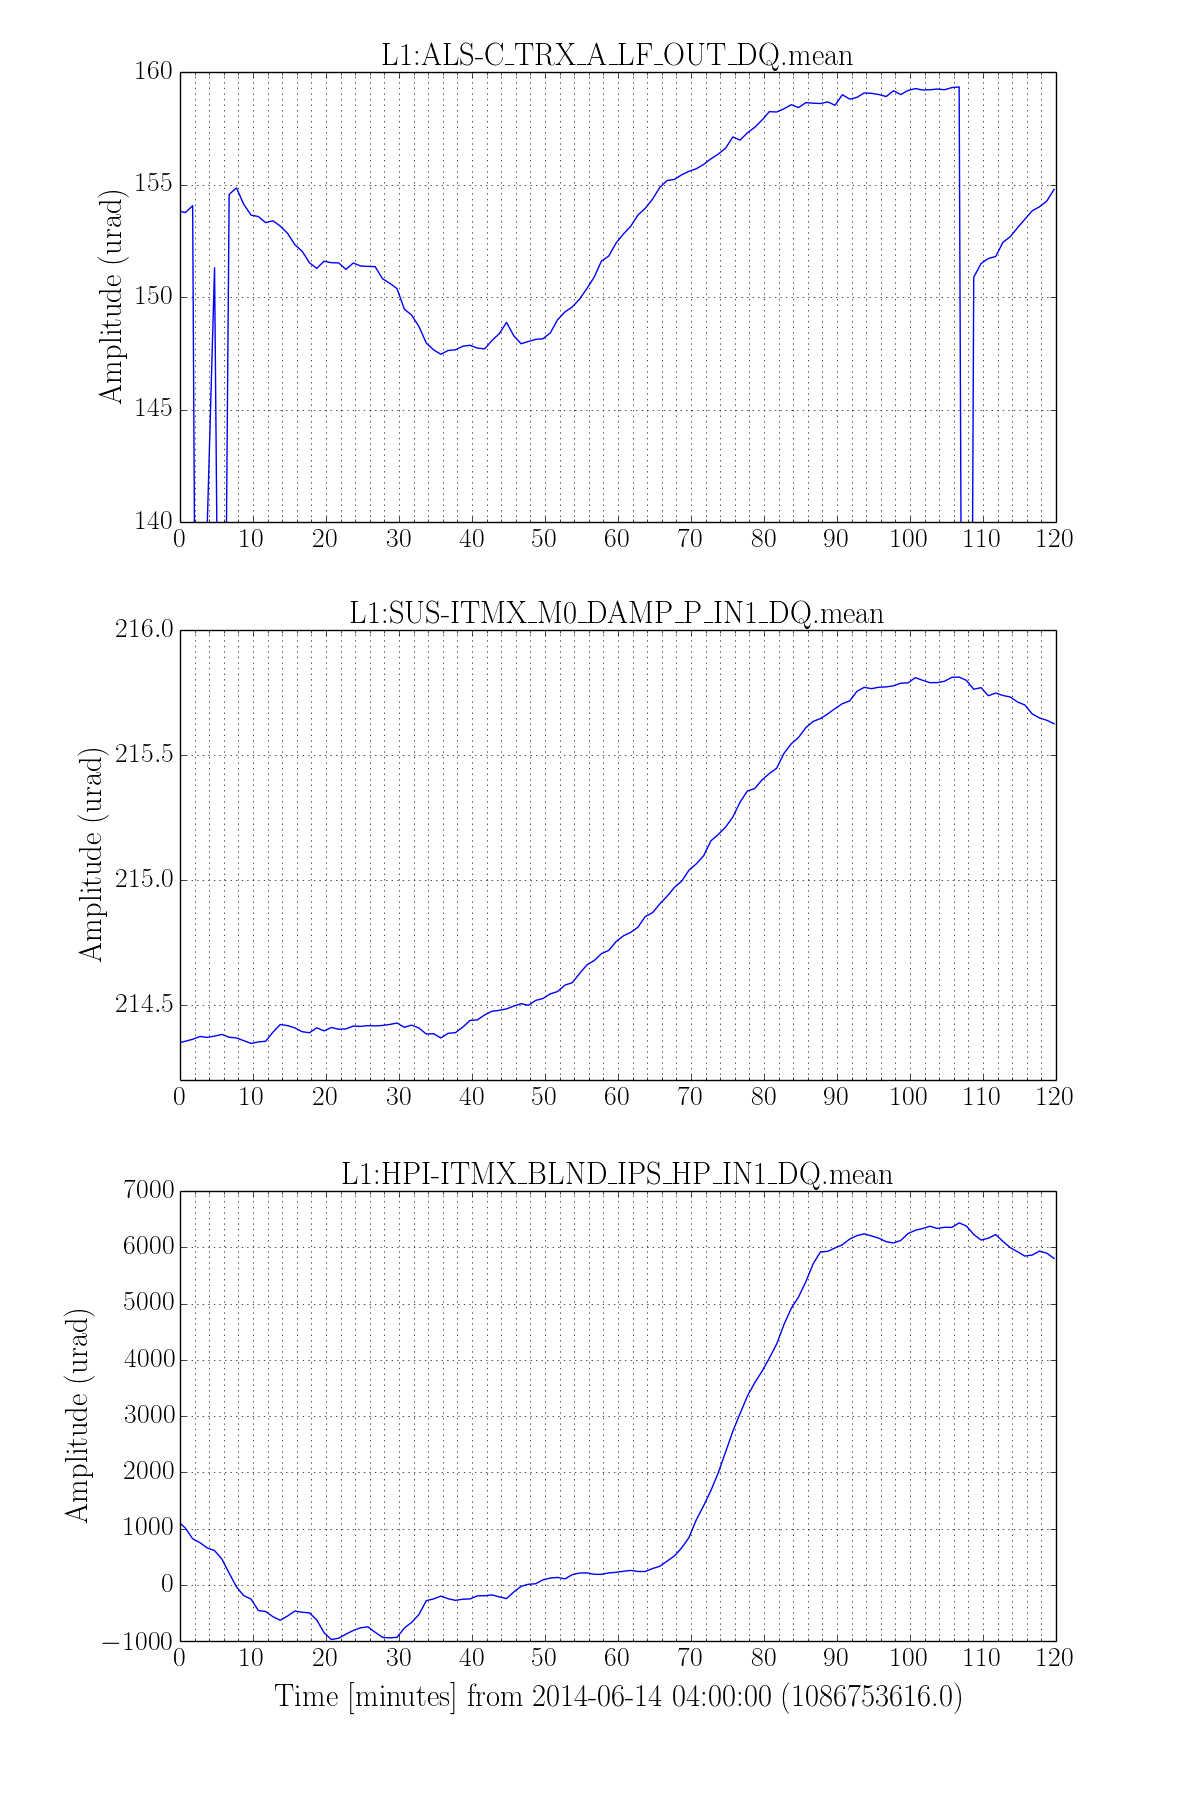 L1:ALS-C_TRX_A_LF_OUT_DQ.mean
160
155
150
145
140
Amplitude (urad)
0 10 20 30 40 50 60 70 80 90 100 110 120
L1:SUS-ITMX_M0_DAMP_P_IN1_DQ.mean
216.0
215.5
215.0
214.5
Amplitude (urad)
0 10 20 30 40 50 60 70 80 90 100 110 120
L1:HPI-ITMX_BLND_IPS_HP_IN1_DQ.mean
7000
6000
5000
4000
3000
2000
1000
0
−1000
Amplitude (urad)
0 10 20 30 40 50 60 70 80 90 100 110 120
Time [minutes] from 2014-06-14 04:00:00 (1086753616.0)